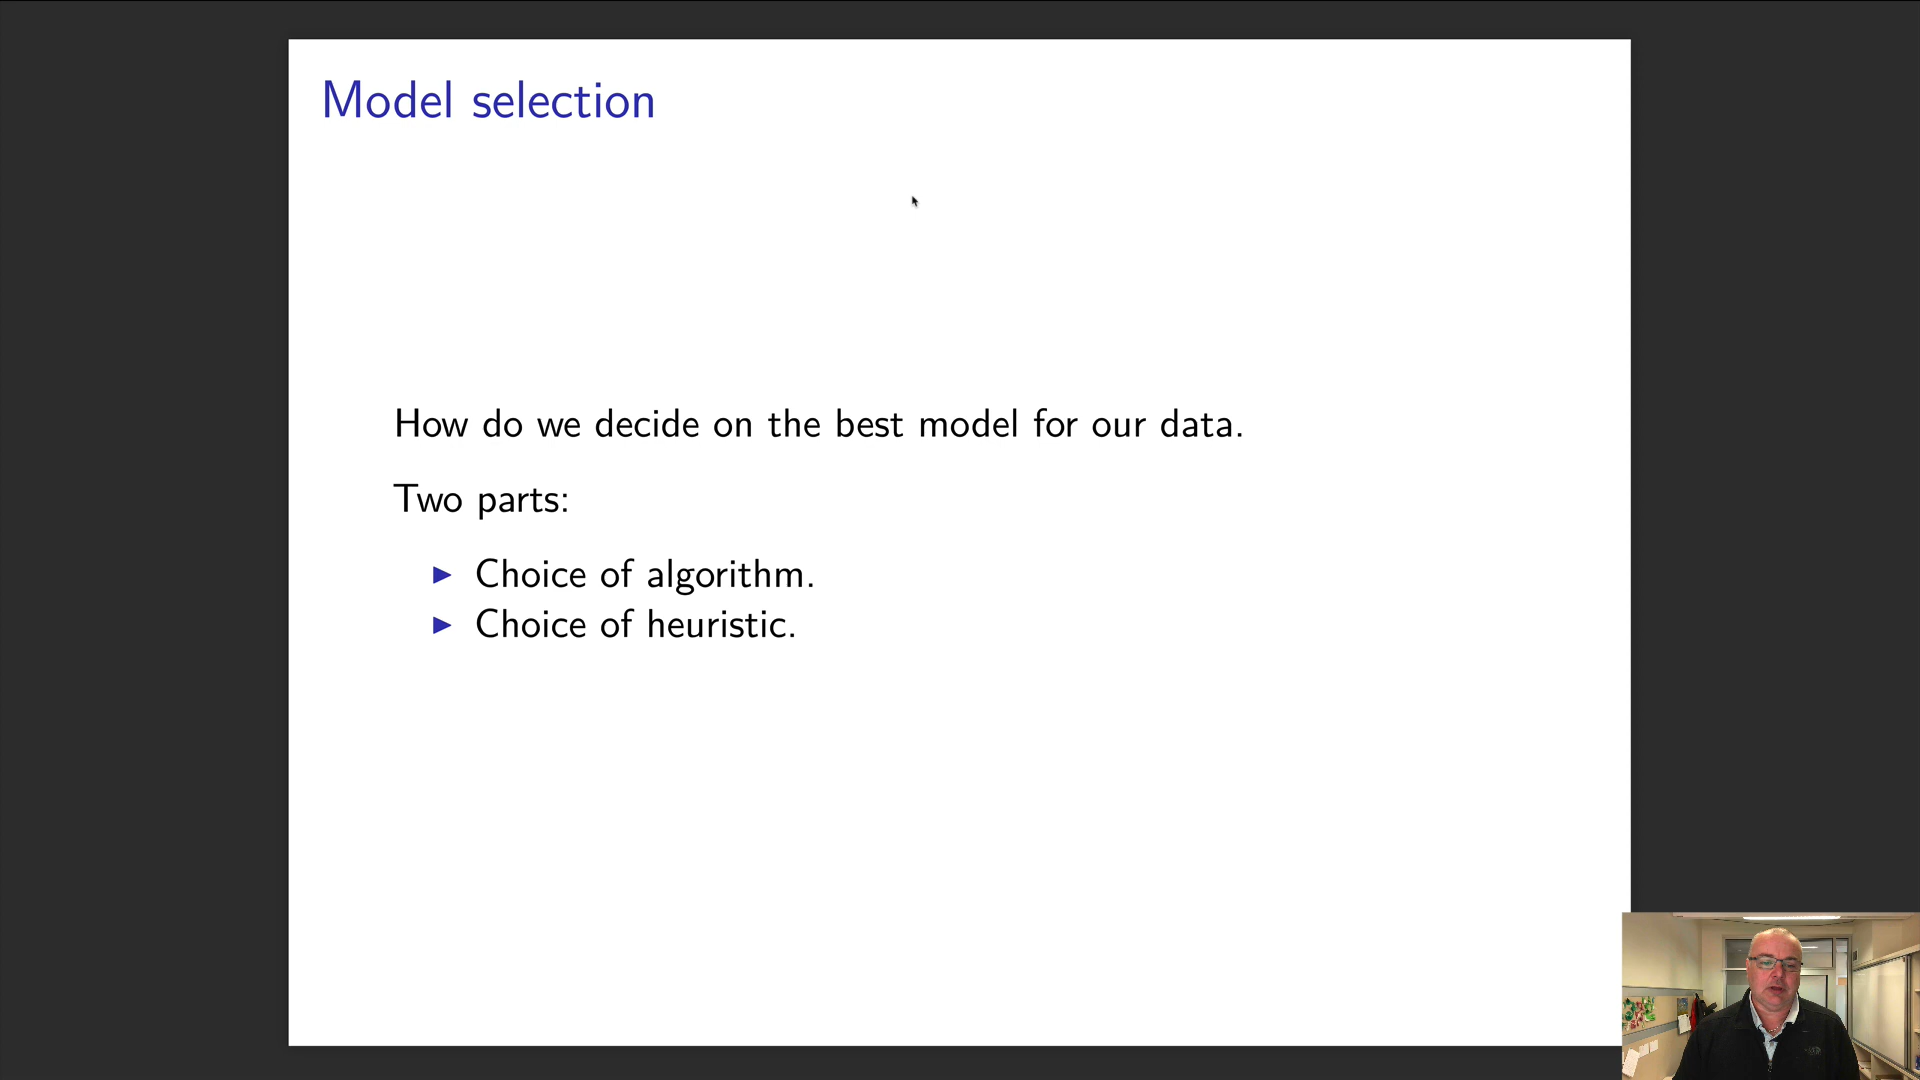 Model selection
How do we decide on the best model for our data.
Two parts:
Choice of algorithm.
Choice of heuristic.